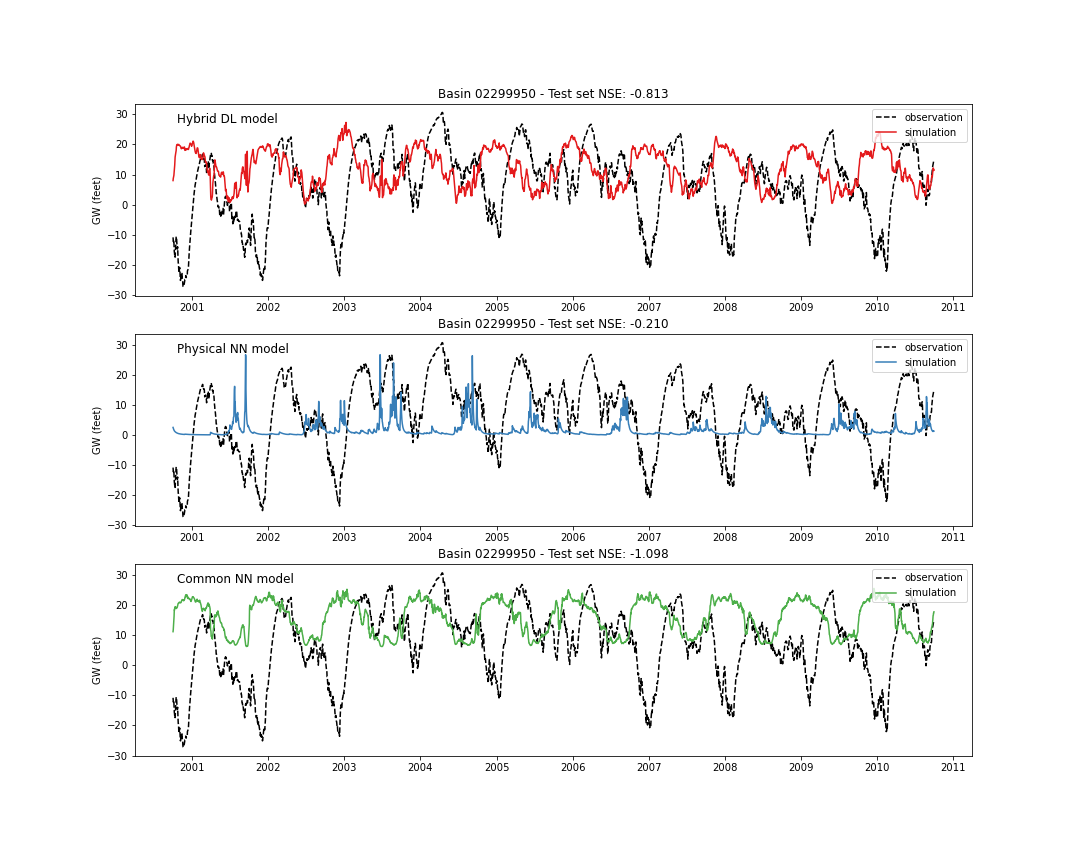 Basin 02299950 - Test set NSE: -0.813
Hybrid DL model
observation
simulation
GW (feet)
30
20
10
0
−10
−20
−30
2001 2002 2003 2004 2005 2006 2007 2008 2009 2010 2011
Basin 02299950 - Test set NSE: -0.210
Physical NN model
observation
simulation
GW (feet)
30
20
10
0
−10
−20
−30
2001 2002 2003 2004 2005 2006 2007 2008 2009 2010 2011
Basin 02299950 - Test set NSE: -1.098
Common NN model
observation
simulation
GW (feet)
30
20
10
0
−10
−20
−30
2001 2002 2003 2004 2005 2006 2007 2008 2009 2010 2011